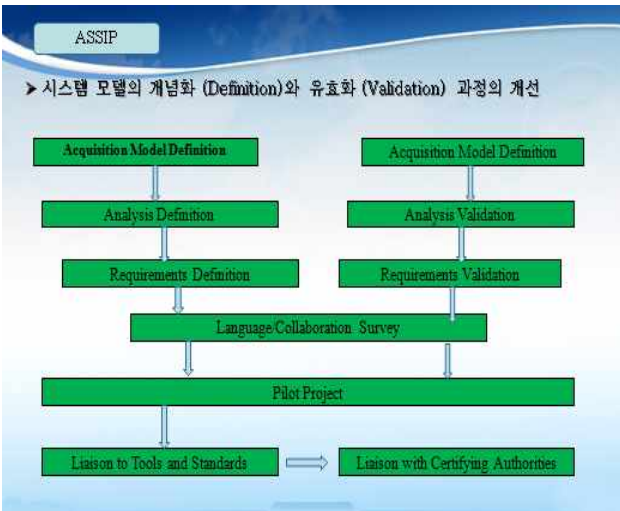 ASSIP
➤ 시스템 모델의 개념화 (Definition)와 유효화 (Validation) 과정의 개선
Acquisition Model Definition
Acquisition Model Definition
Analysis Definition
Analysis Validation
Requirements Definition
Requirements Validation
Language/Collaboration Survey
Pilot Project
Liaison to Tools and Standards
Liaison with Certifying Authorities